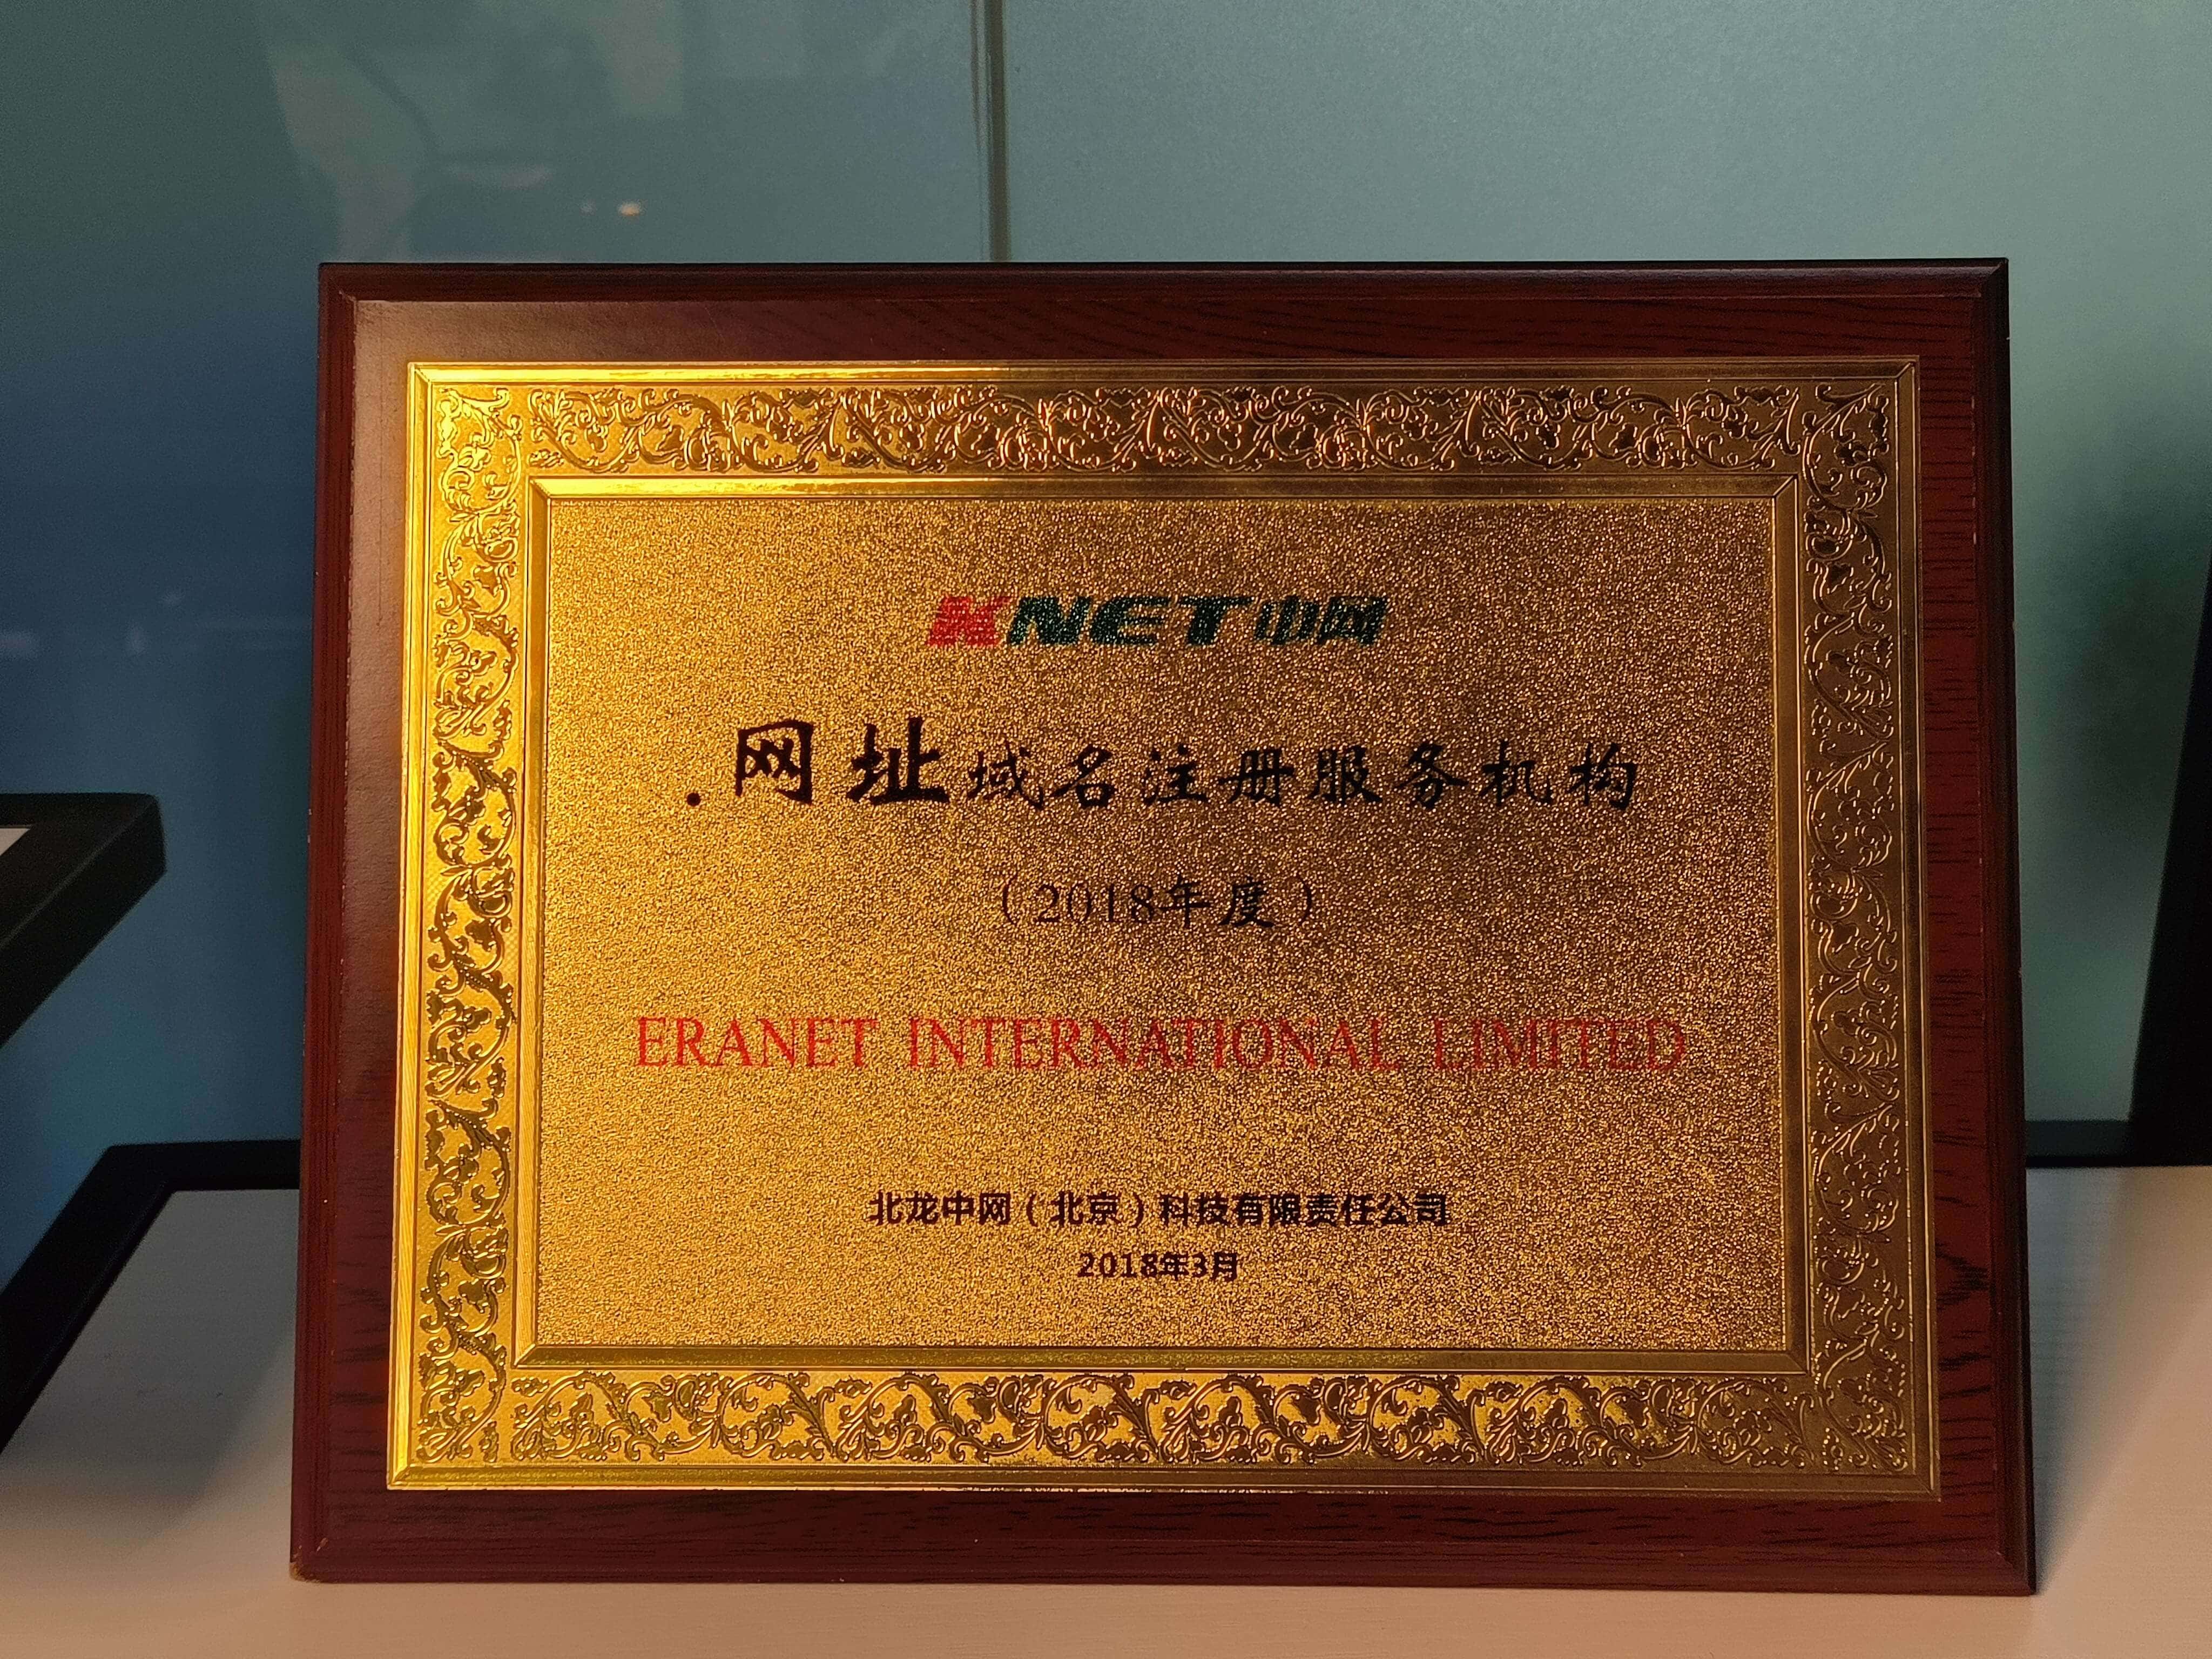 KNET中网
.网址域名注册服务机构
（2018年度）
ERANET INTERNATIONAL LIMITED
北龙中网（北京）科技有限责任公司
2018年3月